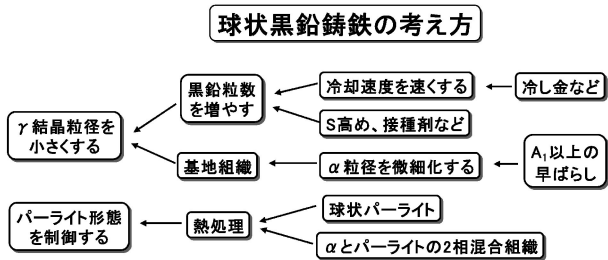 球状黒鉛鋳鉄の考え方
黒鉛粒数
を増やす
冷却速度を速くする
冷し金など
S高め、接種剤など
γ結晶粒径を
小さくする
基地組織
α粒径を微細化する
A₁以上の
早ばらし
パーライト形態
を制御する
熱処理
球状パーライト
αとパーライトの2相混合組織